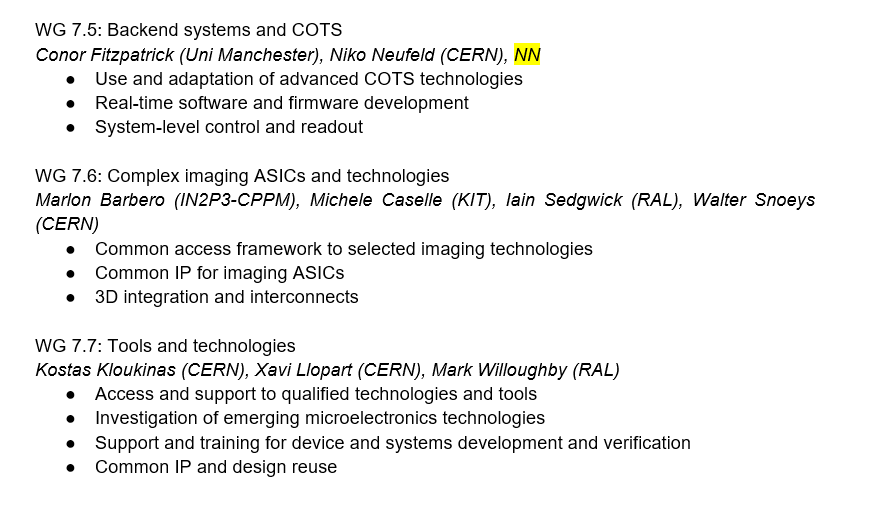 WG 7.5: Backend systems and COTS
Conor Fitzpatrick (Uni Manchester), Niko Neufeld (CERN), NN
● Use and adaptation of advanced COTS technologies
● Real-time software and firmware development
● System-level control and readout
WG 7.6: Complex imaging ASICs and technologies
Marlon Barbero (IN2P3-CPPM), Michele Caselle (KIT), Iain Sedgwick (RAL), Walter Snoeys
(CERN)
● Common access framework to selected imaging technologies
● Common IP for imaging ASICs
● 3D integration and interconnects
WG 7.7: Tools and technologies
Kostas Kloukinas (CERN), Xavi Llopart (CERN), Mark Willoughby (RAL)
● Access and support to qualified technologies and tools
● Investigation of emerging microelectronics technologies
● Support and training for device and systems development and verification
● Common IP and design reuse